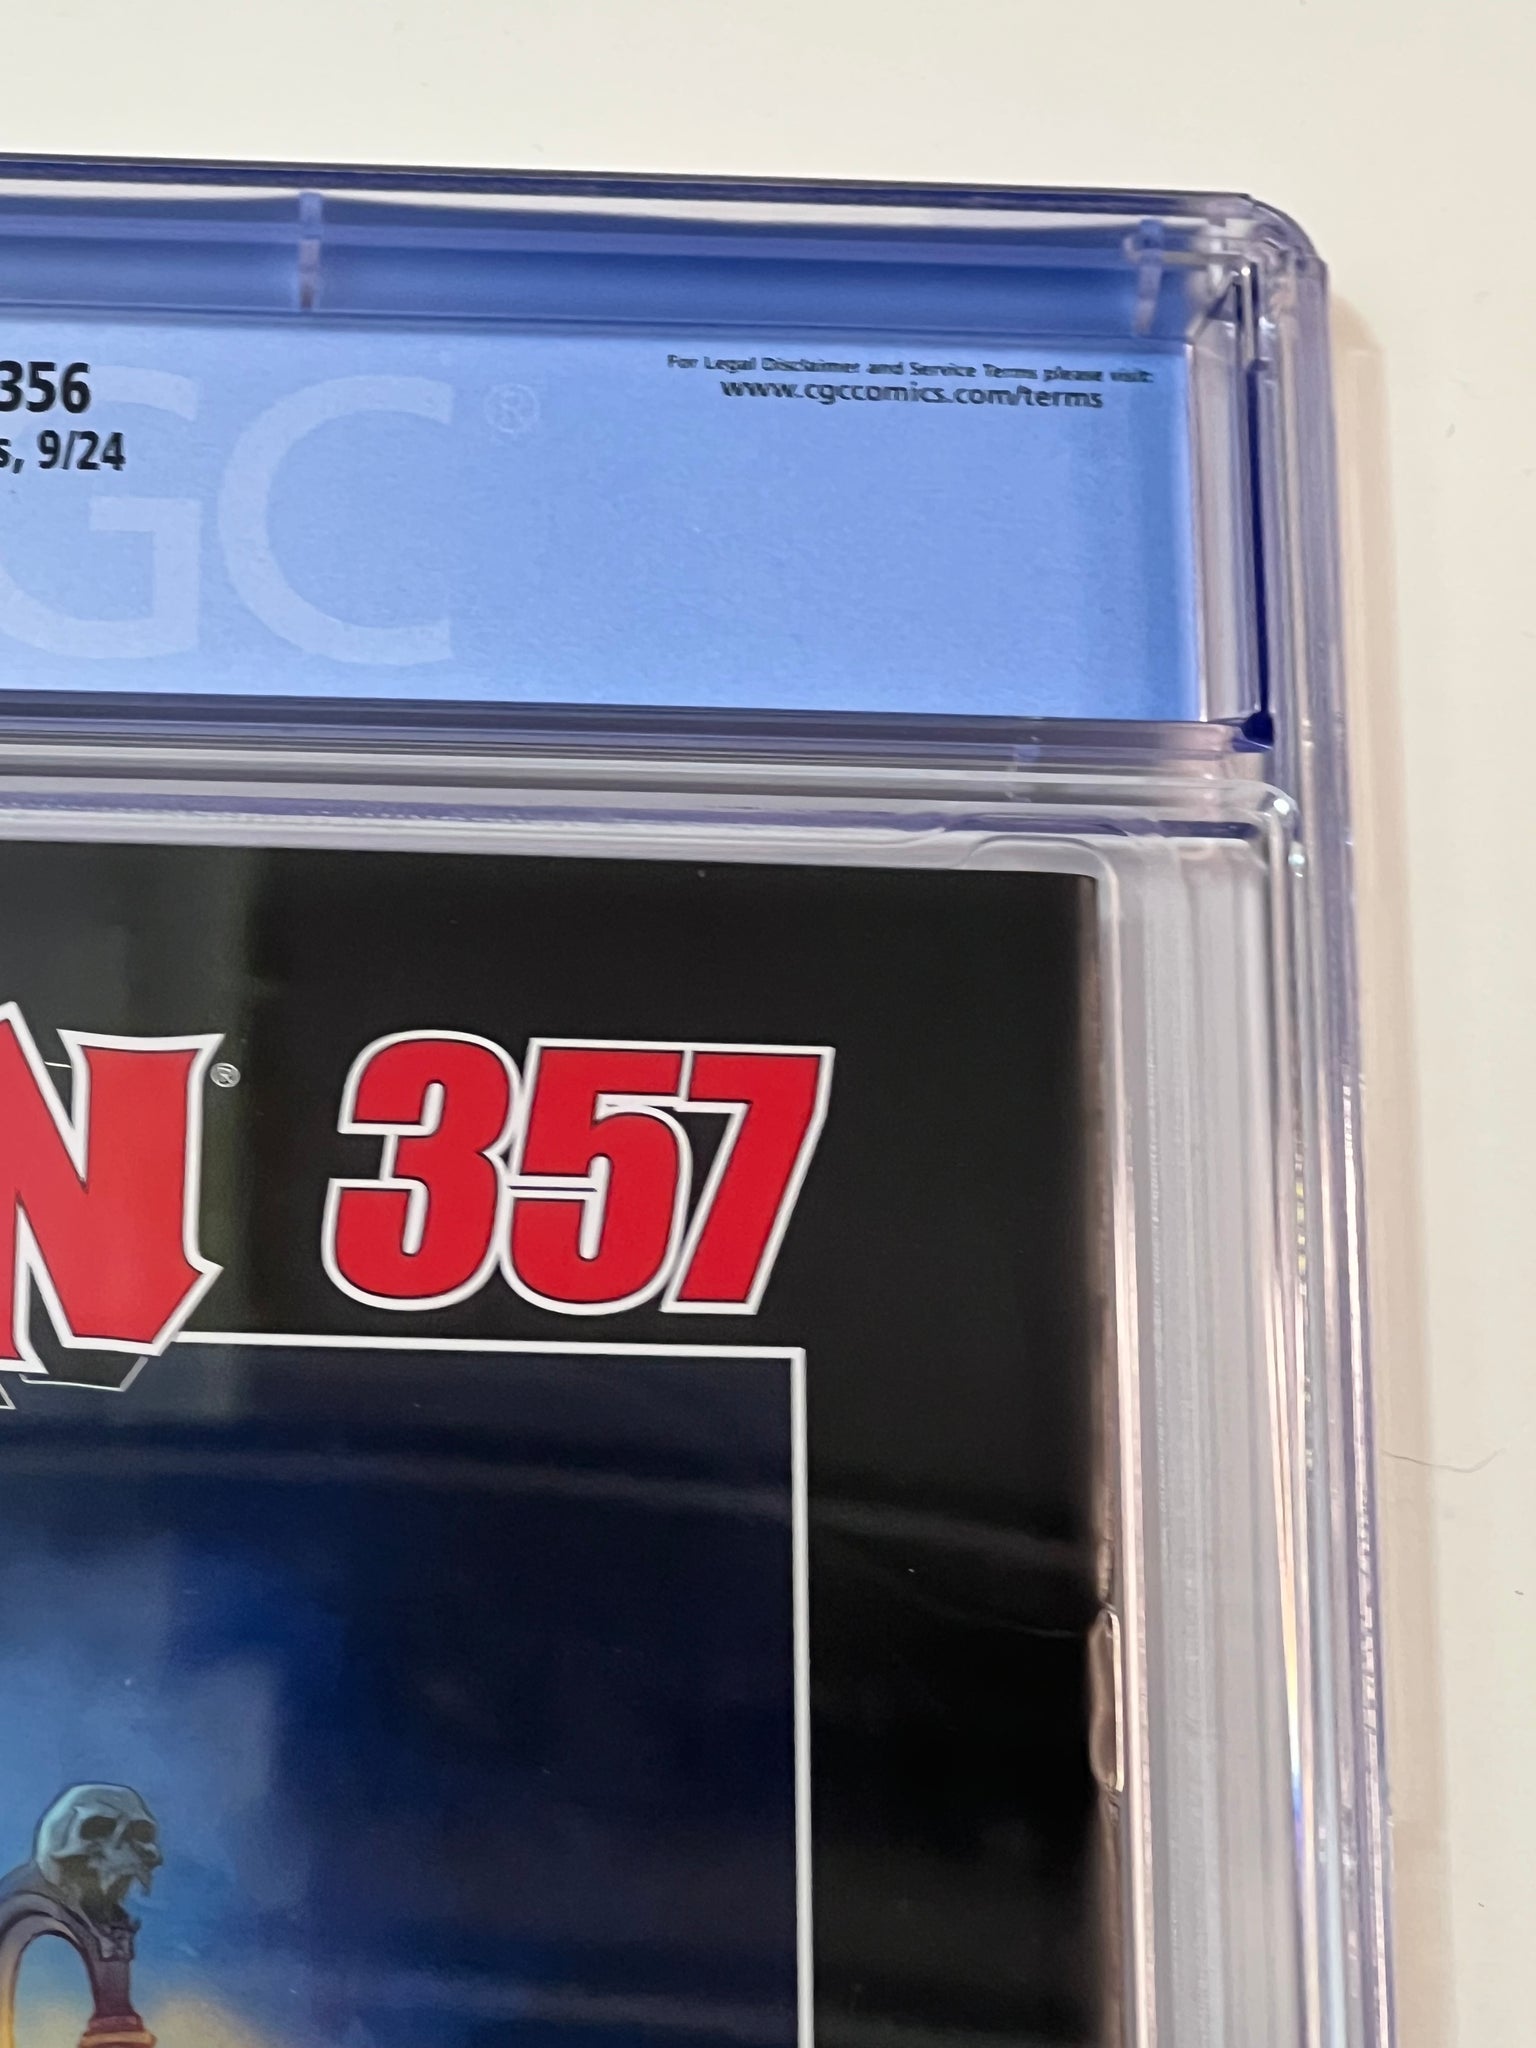 356
s, 9/24
GC®
For Legal Disclaimer and Service Terms please visit:
www.cgccomics.com/terms
N® 357